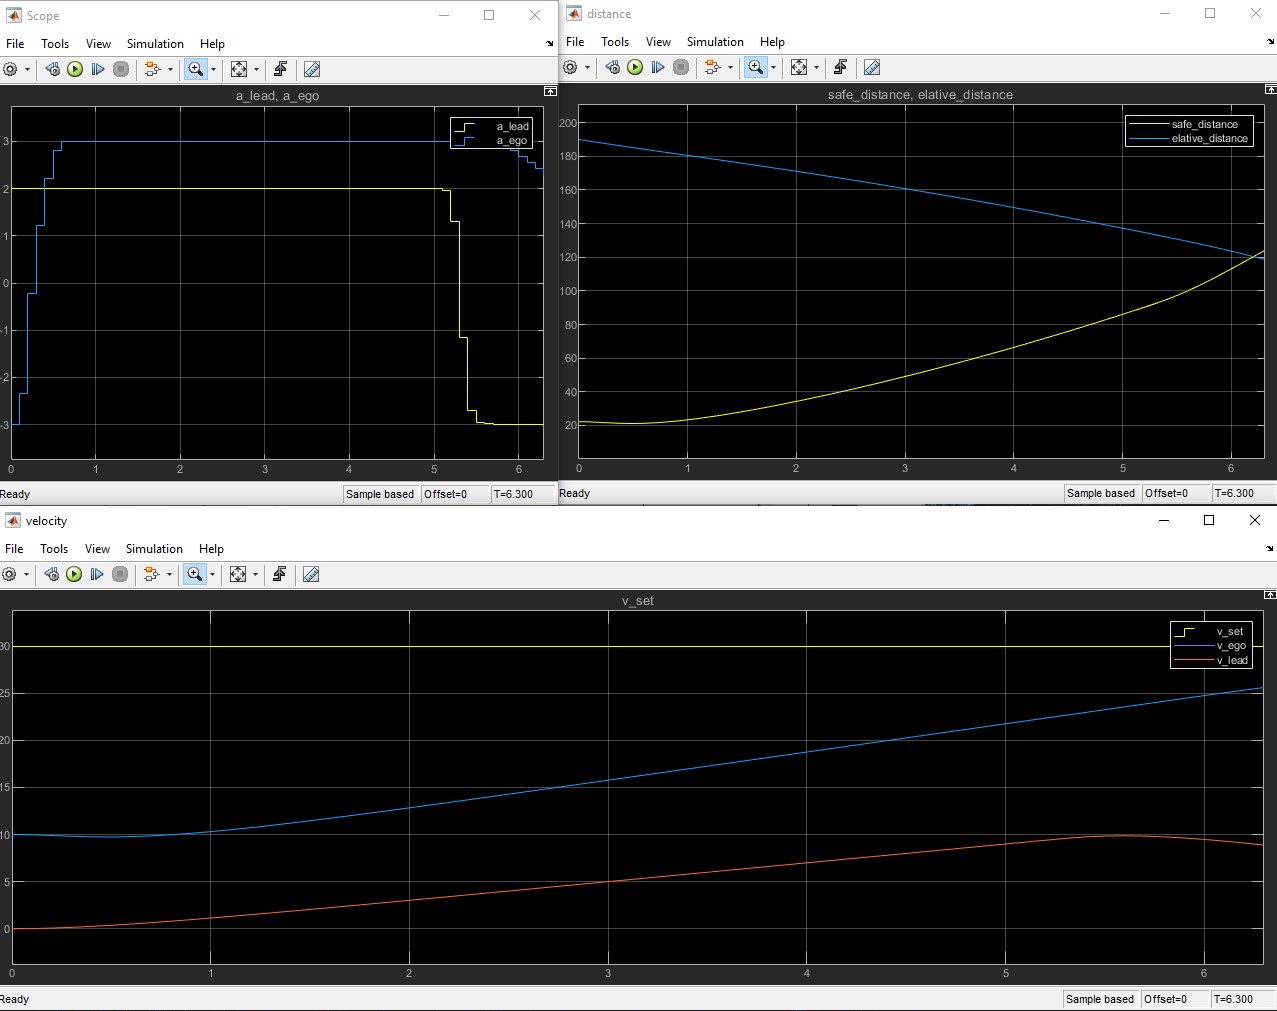 Scope
File Tools View Simulation Help
a_lead, a_ego
a_lead
a_ego
3
2
1
0
-1
-2
-3
0 1 2 3 4 5 6
Ready Sample based Offset=0 T=6.300
distance
File Tools View Simulation Help
safe_distance, elative_distance
safe_distance
elative_distance
200
180
160
140
120
100
80
60
40
20
0 1 2 3 4 5 6
Ready Sample based Offset=0 T=6.300
velocity
File Tools View Simulation Help
v_set
v_set
v_ego
v_lead
30
25
20
15
10
5
0
0 1 2 3 4 5 6
Ready Sample based Offset=0 T=6.300